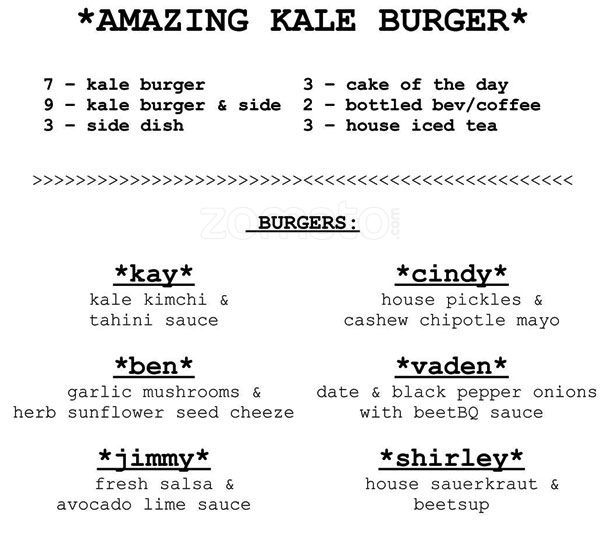 *AMAZING KALE BURGER*
7 – kale burger
9 – kale burger & side
3 – side dish
3 – cake of the day
2 – bottled bev/coffee
3 – house iced tea
>>>>>>>>>>>>>>>>>>>>>>>>><<<<<<<<<<<<<<<<<<<<<<<<<
zomato.com
BURGERS:
*kay*
kale kimchi &
tahini sauce
*cindy*
house pickles &
cashew chipotle mayo
*ben*
garlic mushrooms &
herb sunflower seed cheeze
*vaden*
date & black pepper onions
with beetBQ sauce
*jimmy*
fresh salsa &
avocado lime sauce
*shirley*
house sauerkraut &
beetsup